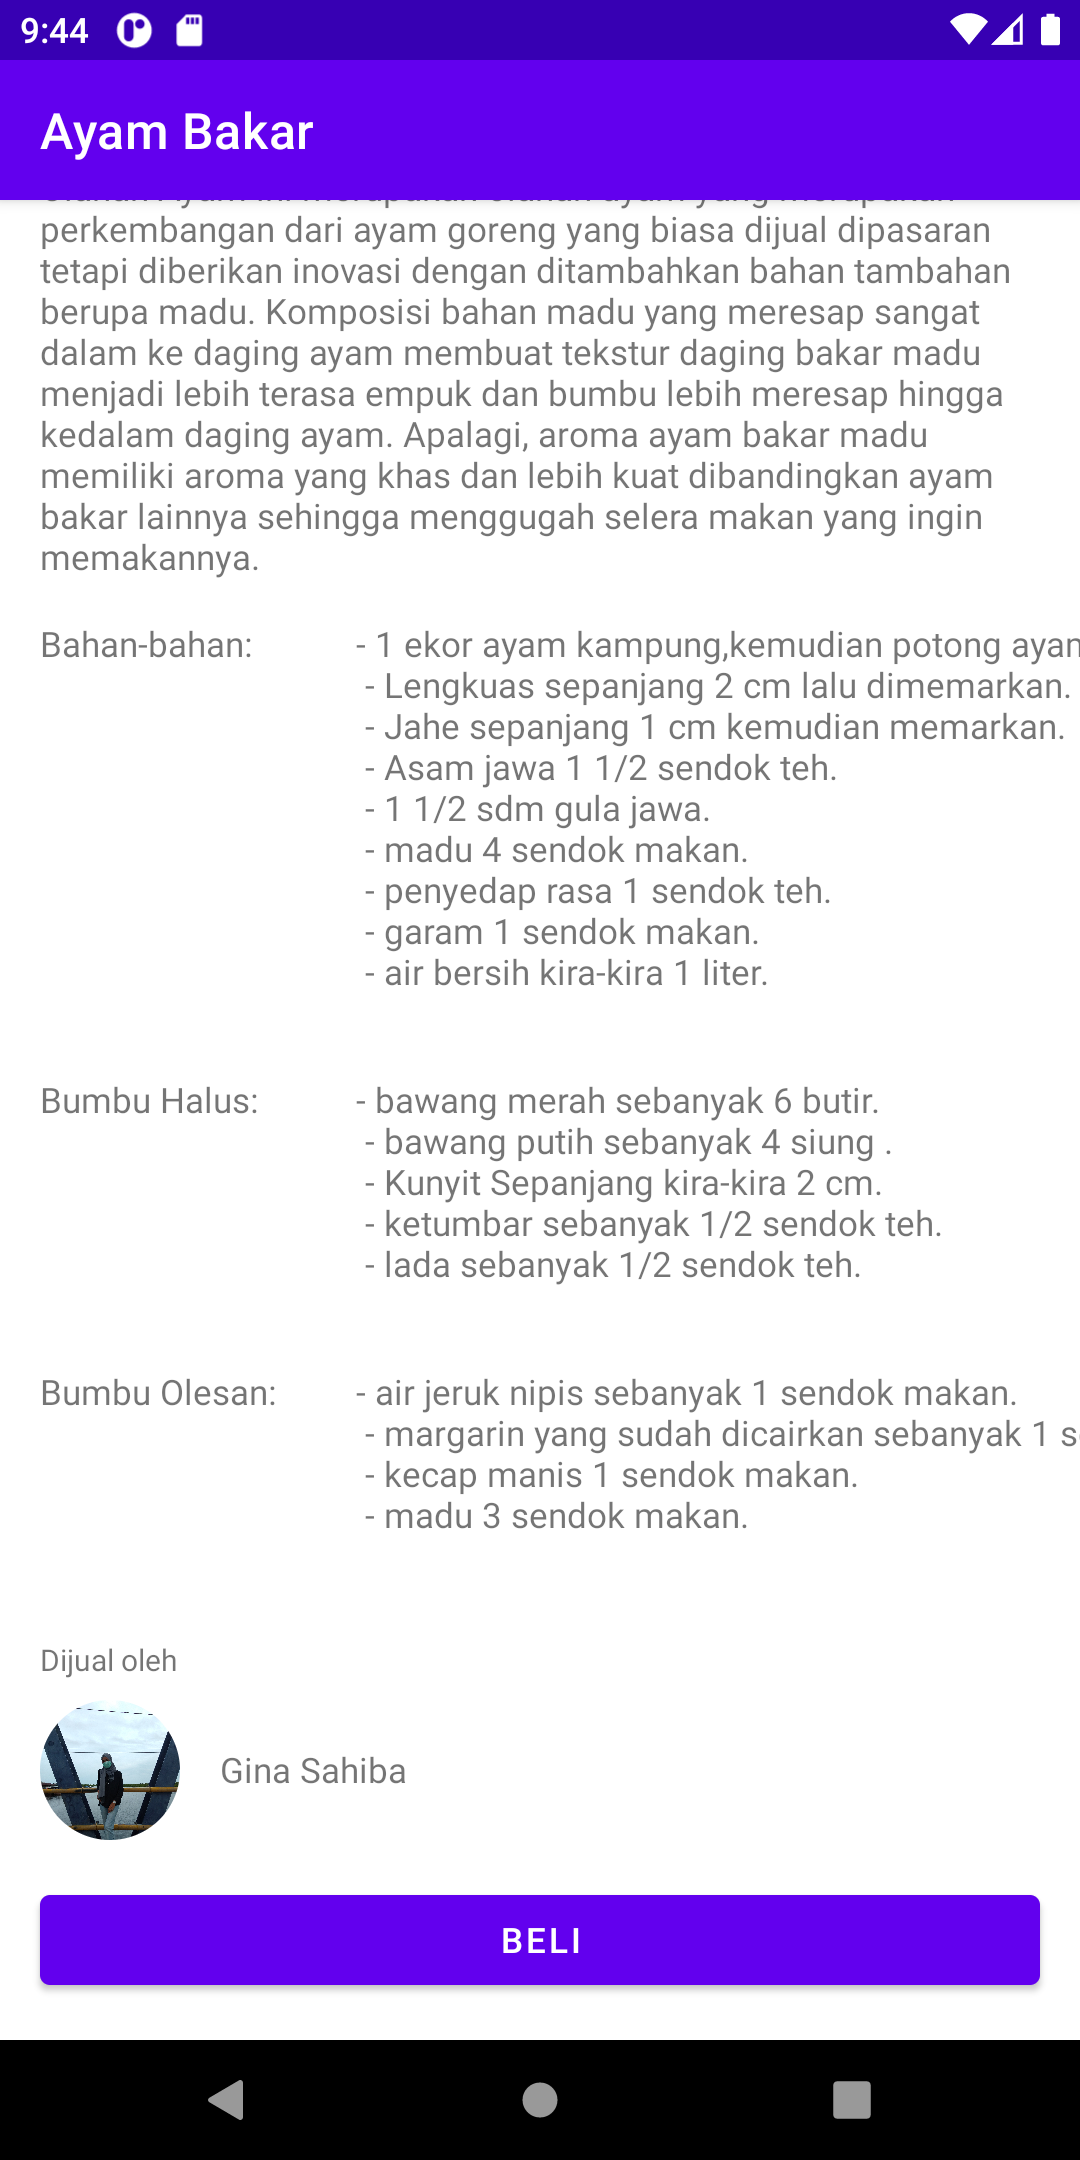 9:44
Ayam Bakar
perkembangan dari ayam goreng yang biasa dijual dipasaran
tetapi diberikan inovasi dengan ditambahkan bahan tambahan
berupa madu. Komposisi bahan madu yang meresap sangat
dalam ke daging ayam membuat tekstur daging bakar madu
menjadi lebih terasa empuk dan bumbu lebih meresap hingga
kedalam daging ayam. Apalagi, aroma ayam bakar madu
memiliki aroma yang khas dan lebih kuat dibandingkan ayam
bakar lainnya sehingga menggugah selera makan yang ingin
memakannya.
Bahan-bahan: - 1 ekor ayam kampung,kemudian potong
- Lengkuas sepanjang 2 cm lalu dimemarkan.
- Jahe sepanjang 1 cm kemudian memarkan.
- Asam jawa 1 1/2 sendok teh.
- 1 1/2 sdm gula jawa.
- madu 4 sendok makan.
- penyedap rasa 1 sendok teh.
- garam 1 sendok makan.
- air bersih kira-kira 1 liter.
Bumbu Halus: - bawang merah sebanyak 6 butir.
- bawang putih sebanyak 4 siung .
- Kunyit Sepanjang kira-kira 2 cm.
- ketumbar sebanyak 1/2 sendok teh.
- lada sebanyak 1/2 sendok teh.
Bumbu Olesan: - air jeruk nipis sebanyak 1 sendok makan.
- margarin yang sudah dicairkan sebanyak 1
- kecap manis 1 sendok makan.
- madu 3 sendok makan.
Dijual oleh
Gina Sahiba
BELI